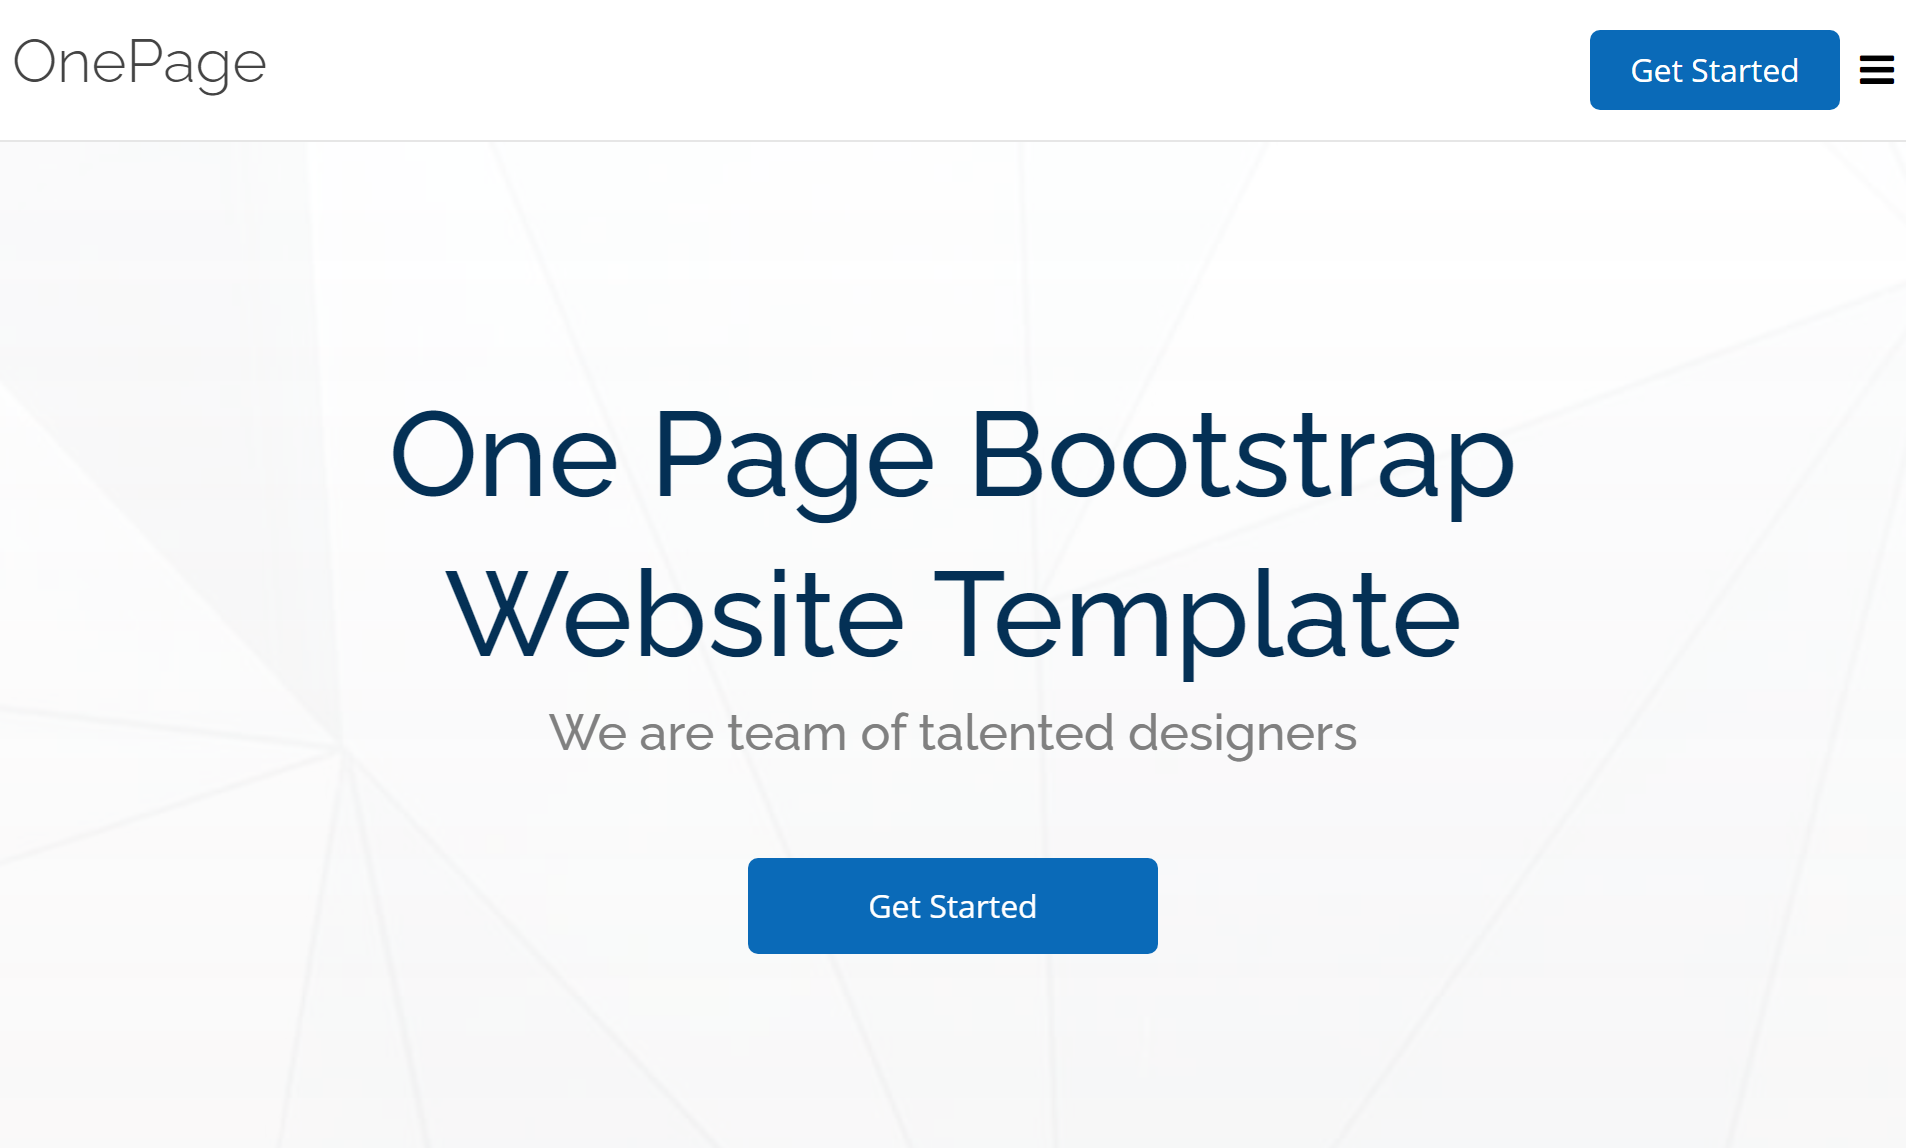 OnePage
Get Started
One Page Bootstrap
Website Template
We are team of talented designers
Get Started